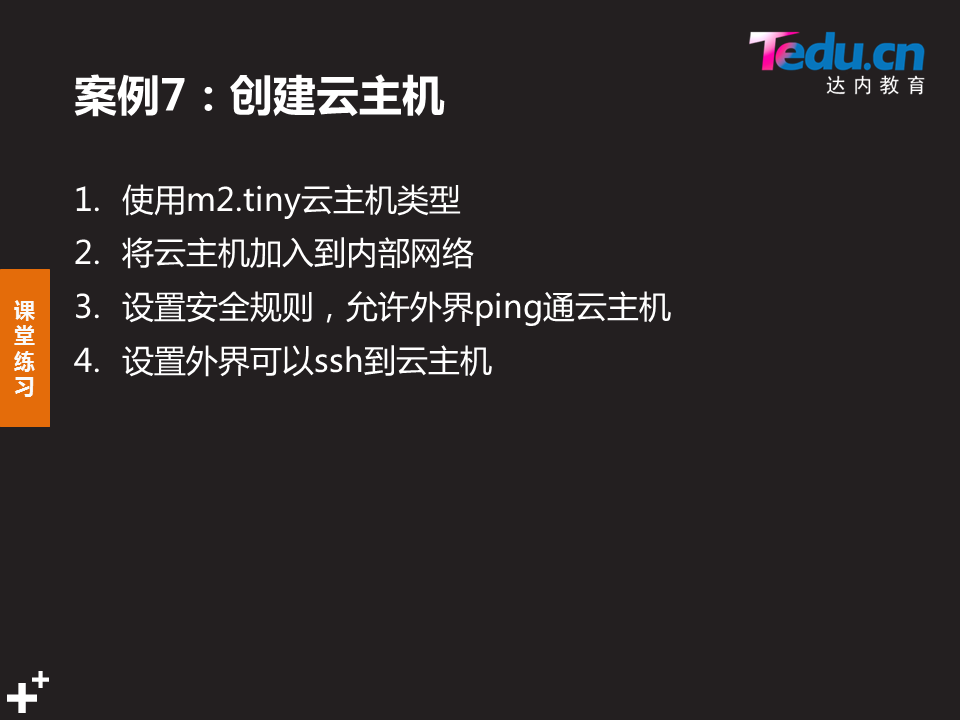 Tedu.cn
达内教育
案例7：创建云主机
1. 使用m2.tiny云主机类型
2. 将云主机加入到内部网络
3. 设置安全规则，允许外界ping通云主机
4. 设置外界可以ssh到云主机
课
堂
练
习